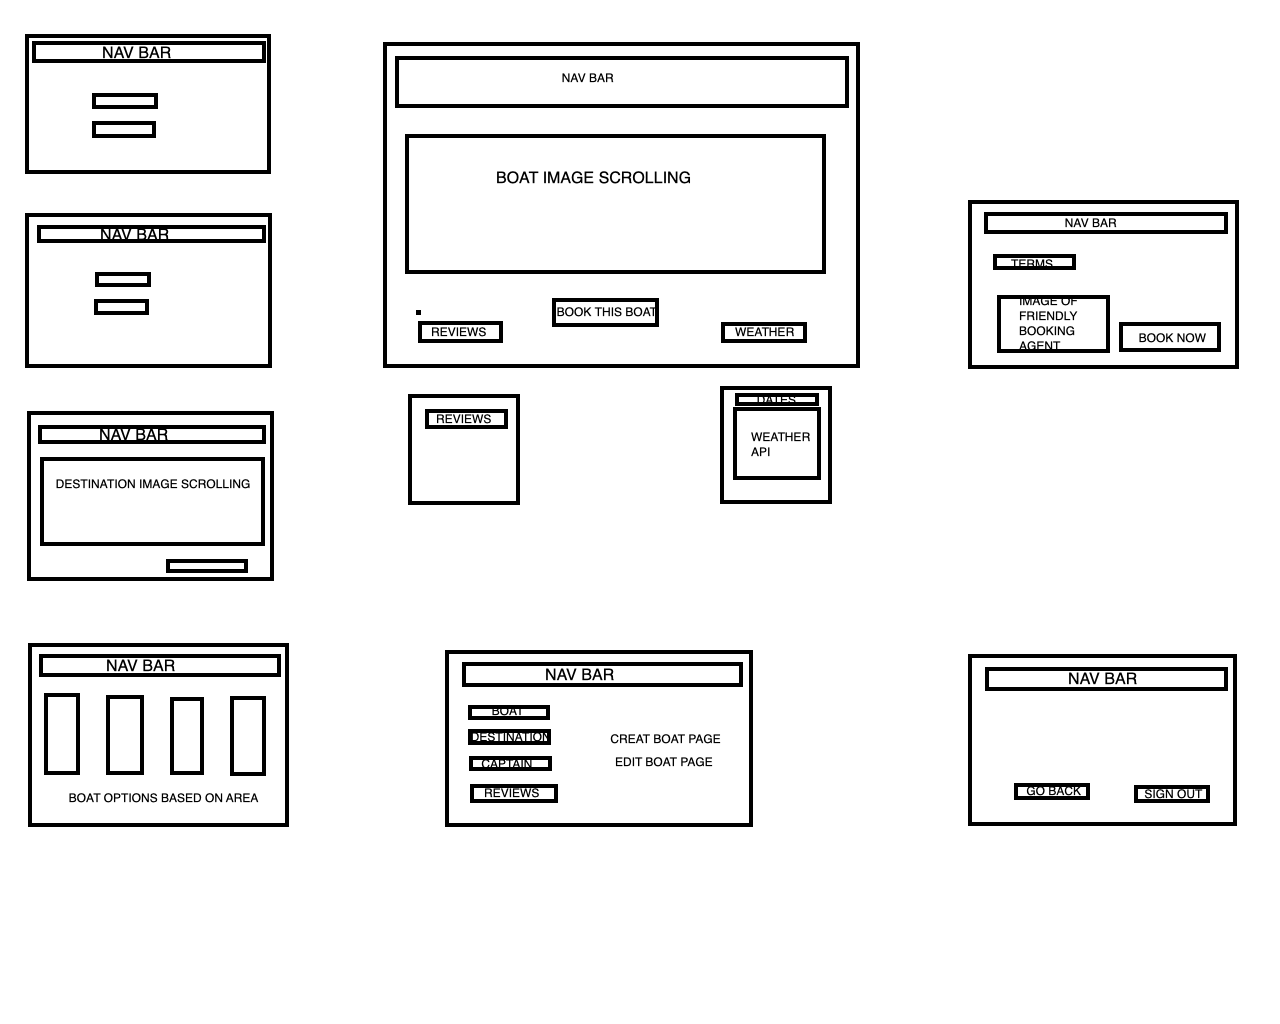 NAV BAR
NAV BAR
NAV BAR
DESTINATION IMAGE SCROLLING
NAV BAR
BOAT OPTIONS BASED ON AREA
NAV BAR
BOAT IMAGE SCROLLING
BOOK THIS BOAT
REVIEWS
WEATHER
REVIEWS
DATES
WEATHER
API
NAV BAR
BOAT
DESTINATION
CAPTAIN
REVIEWS
CREAT BOAT PAGE
EDIT BOAT PAGE
NAV BAR
TERMS
IMAGE OF
FRIENDLY
BOOKING
AGENT
BOOK NOW
NAV BAR
GO BACK
SIGN OUT